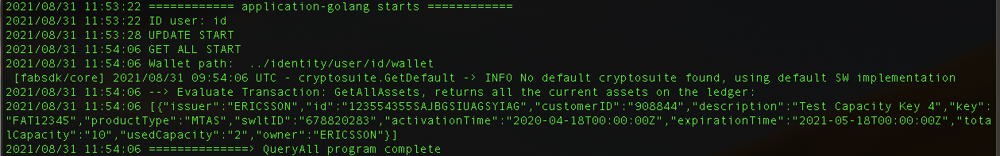 2021/08/31 11:53:22 ============ application-golang starts ============
2021/08/31 11:53:22 ID user: id
2021/08/31 11:53:28 UPDATE START
2021/08/31 11:54:06 GET ALL START
2021/08/31 11:54:06 Wallet path:  ../identity/user/id/wallet
 [fabsdk/core] 2021/08/31 09:54:06 UTC - cryptosuite.GetDefault -> INFO No default cryptosuite found, using default SW implementation
2021/08/31 11:54:06 --> Evaluate Transaction: GetAllAssets, returns all the current assets on the ledger:
2021/08/31 11:54:06 [{"issuer":"ERICSSON","id":"123554355SAJBGSIUAGSYIAG","customerID":"908844","description":"Test Capacity Key 4","key":
"FAT12345","productType":"MTAS","swltID":"678820283","activationTime":"2020-04-18T00:00:00Z","expirationTime":"2021-05-18T00:00:00Z","tota
lCapacity":"10","usedCapacity":"2","owner":"ERICSSON"}]
2021/08/31 11:54:06 ==============> QueryAll program complete